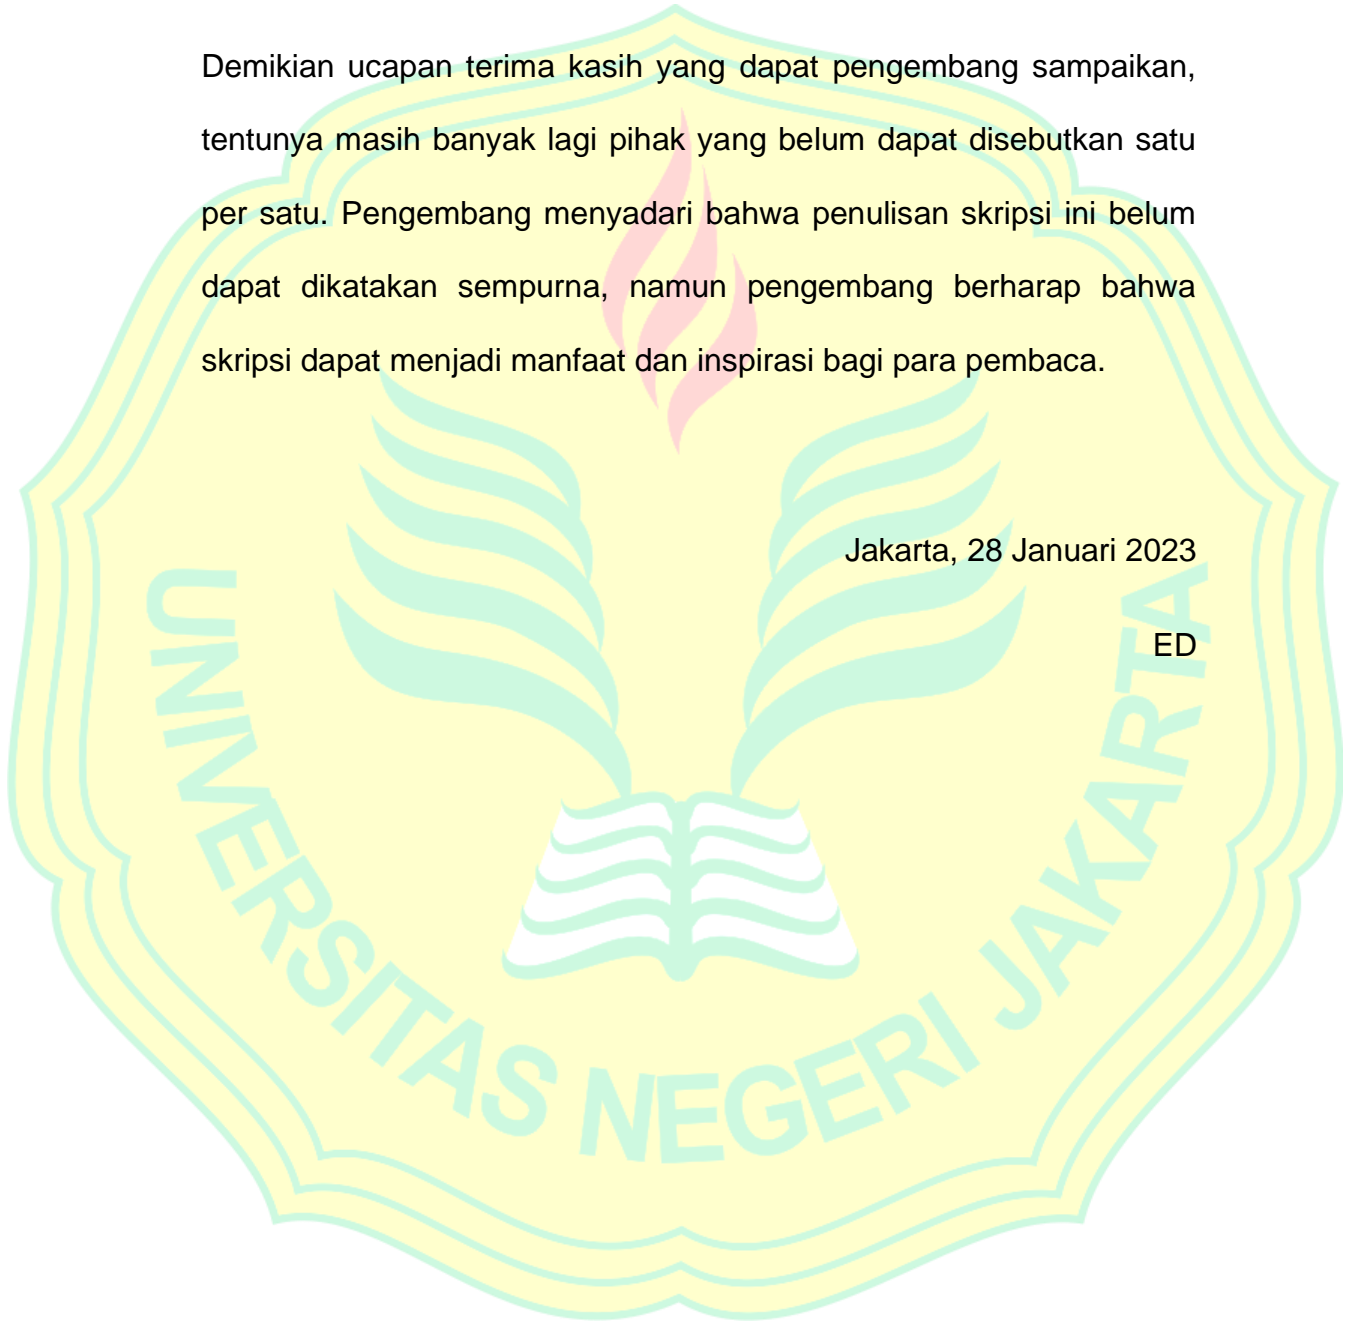 Demikian ucapan terima kasih yang dapat pengembang sampaikan,
tentunya masih banyak lagi pihak yang belum dapat disebutkan satu
per satu. Pengembang menyadari bahwa penulisan skripsi ini belum
dapat dikatakan sempurna, namun pengembang berharap bahwa
skripsi dapat menjadi manfaat dan inspirasi bagi para pembaca.
Jakarta, 28 Januari 2023
ED
UNIVERSITAS NEGERI JAKARTA